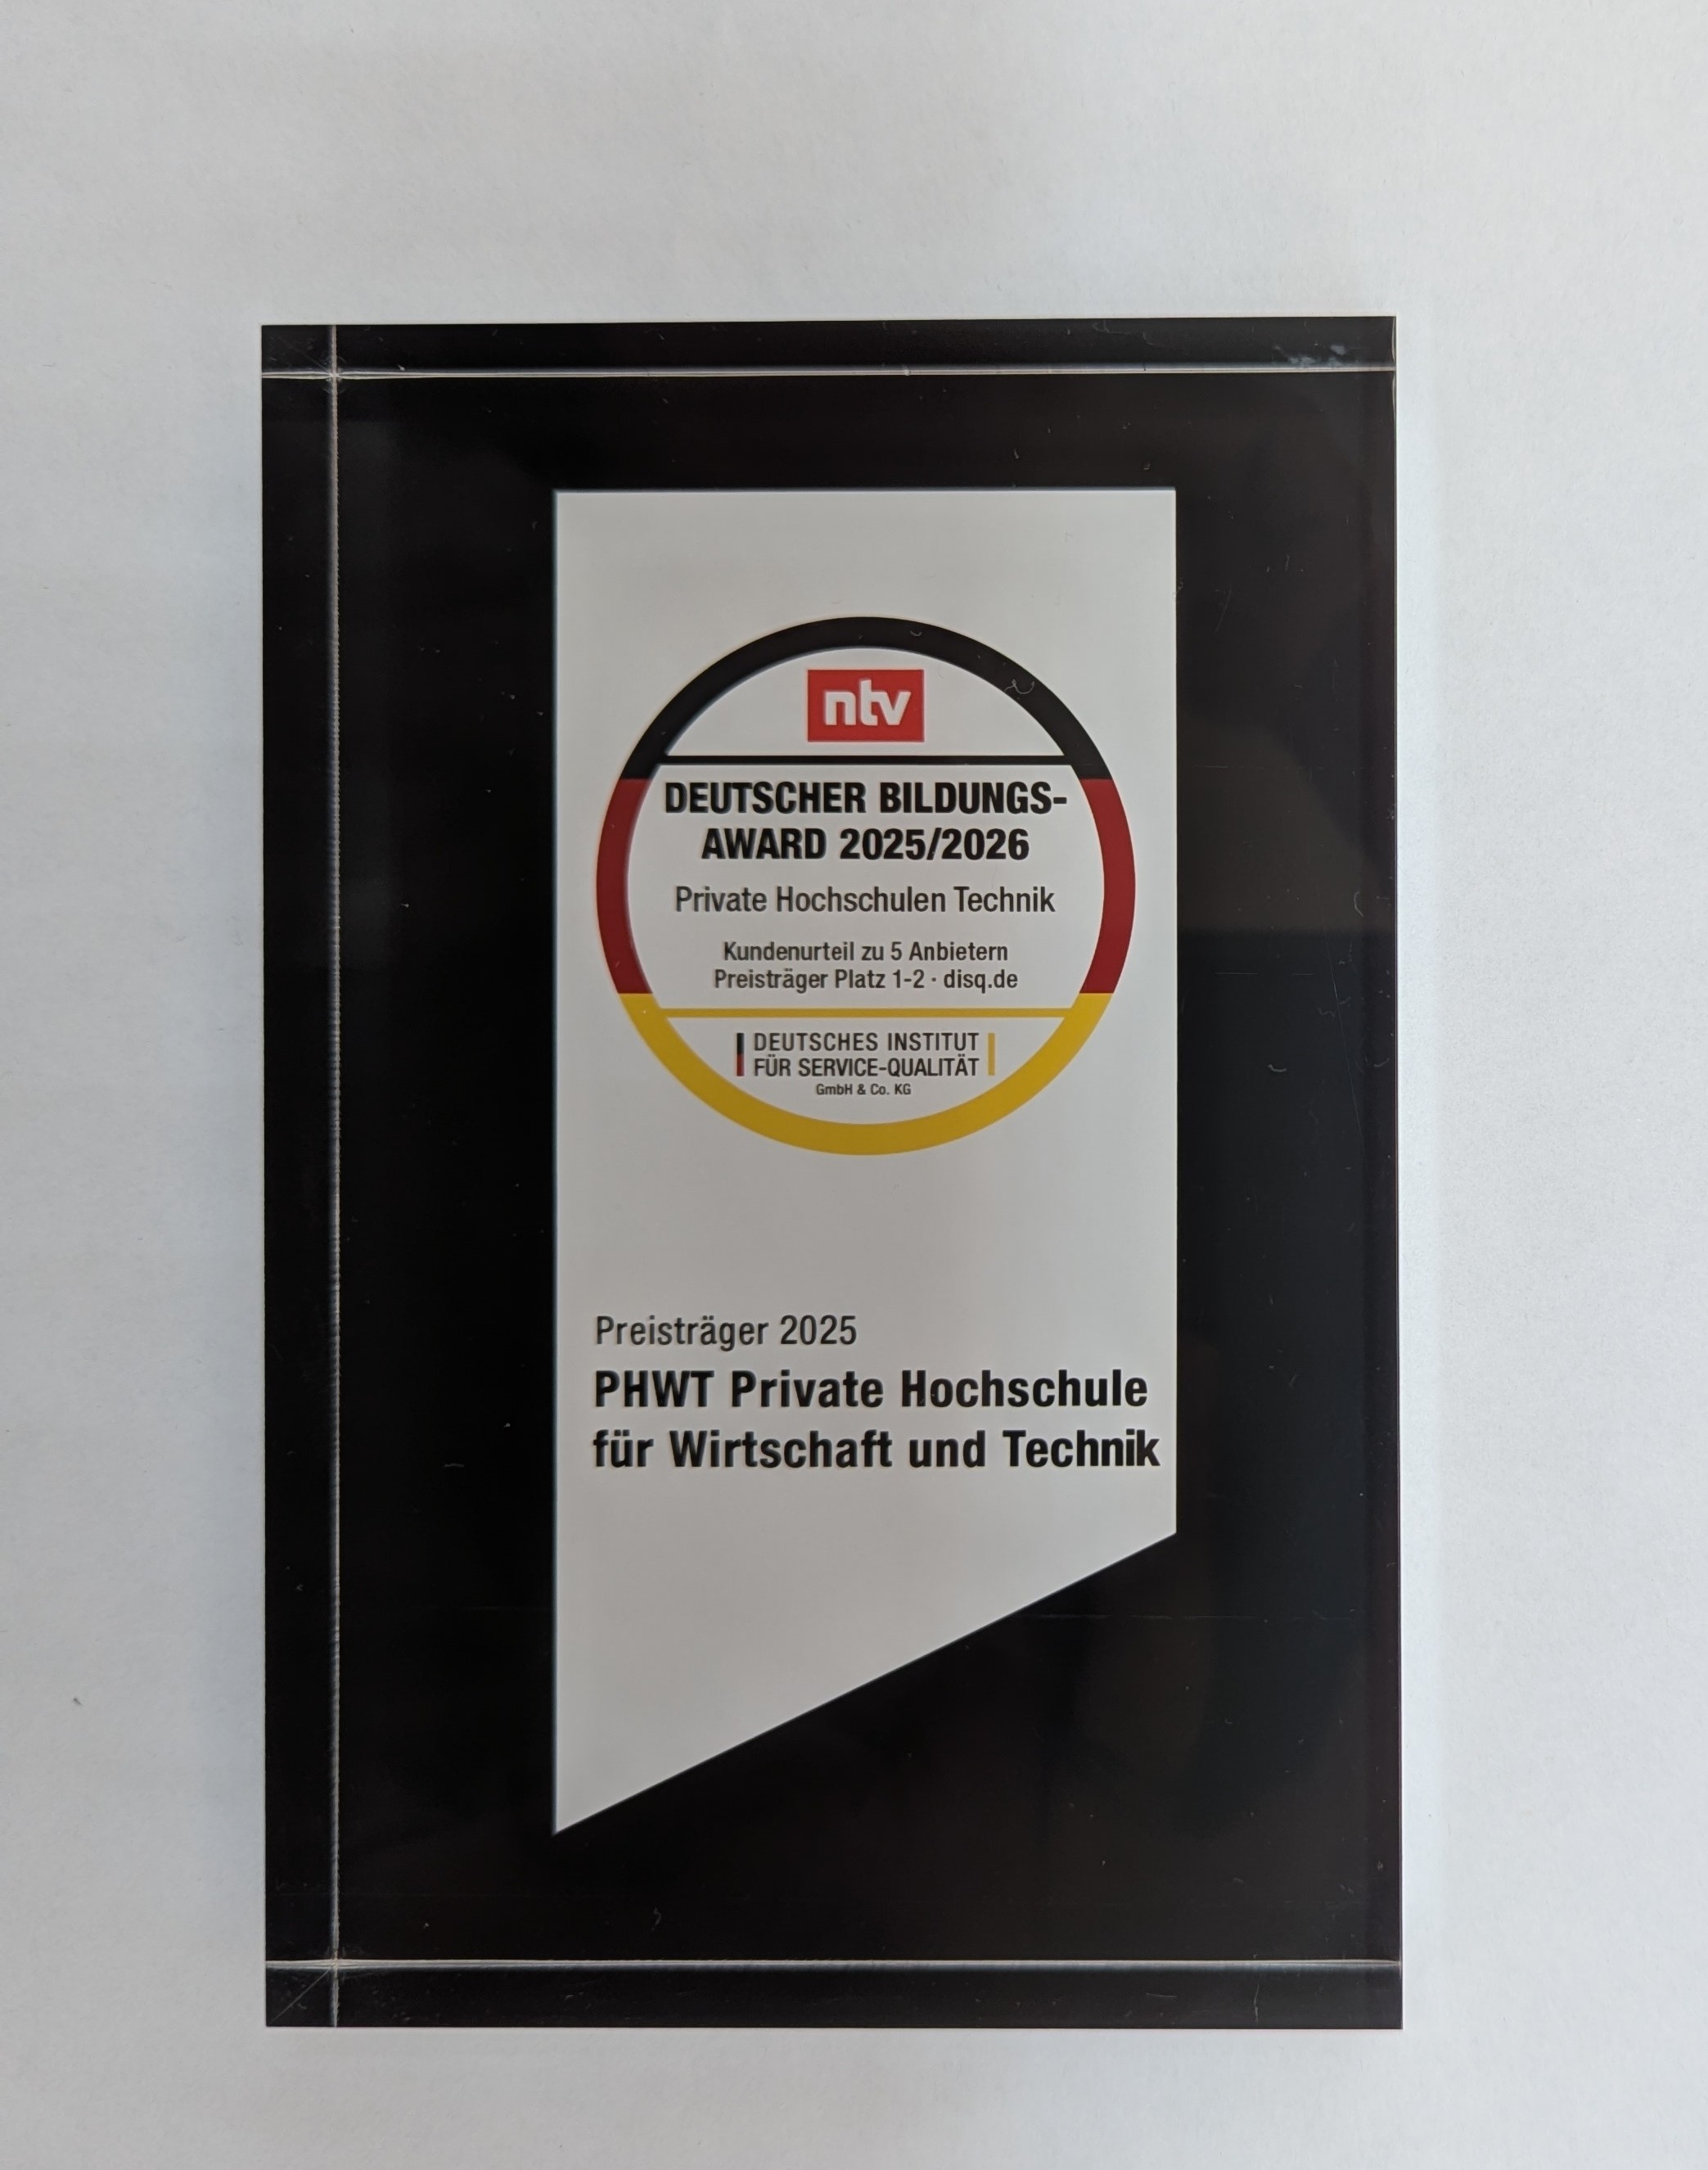 ntv
DEUTSCHER BILDUNGS-
AWARD 2025/2026
Private Hochschulen Technik
Kundenurteil zu 5 Anbietern
Preisträger Platz 1-2 · disq.de
DEUTSCHES INSTITUT
FÜR SERVICE-QUALITÄT
GmbH & Co. KG
Preisträger 2025
PHWT Private Hochschule
für Wirtschaft und Technik